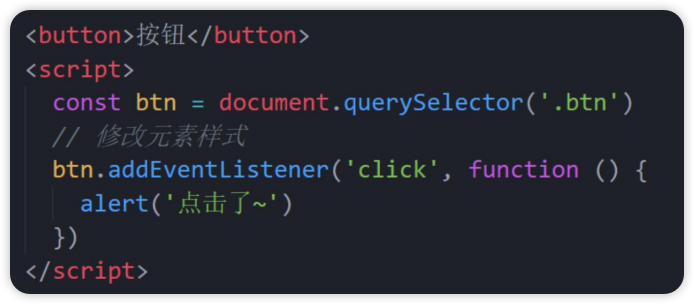 <button>按钮</button>
<script>
const btn = document.querySelector('.btn')
// 修改元素样式
btn.addEventListener('click', function () {
alert('点击了~')
})
</script>